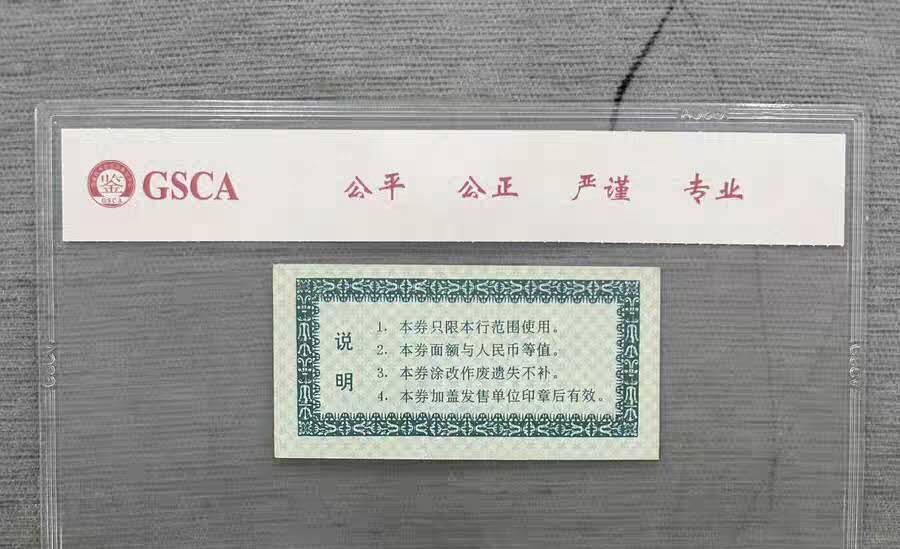 鉴
GSCA
GSCA
公平 公正 严谨 专业
说明
1. 本券只限本行范围使用。
2. 本券面额与人民币等值。
3. 本券涂改作废遗失不补。
4. 本券加盖发售单位印章后有效。